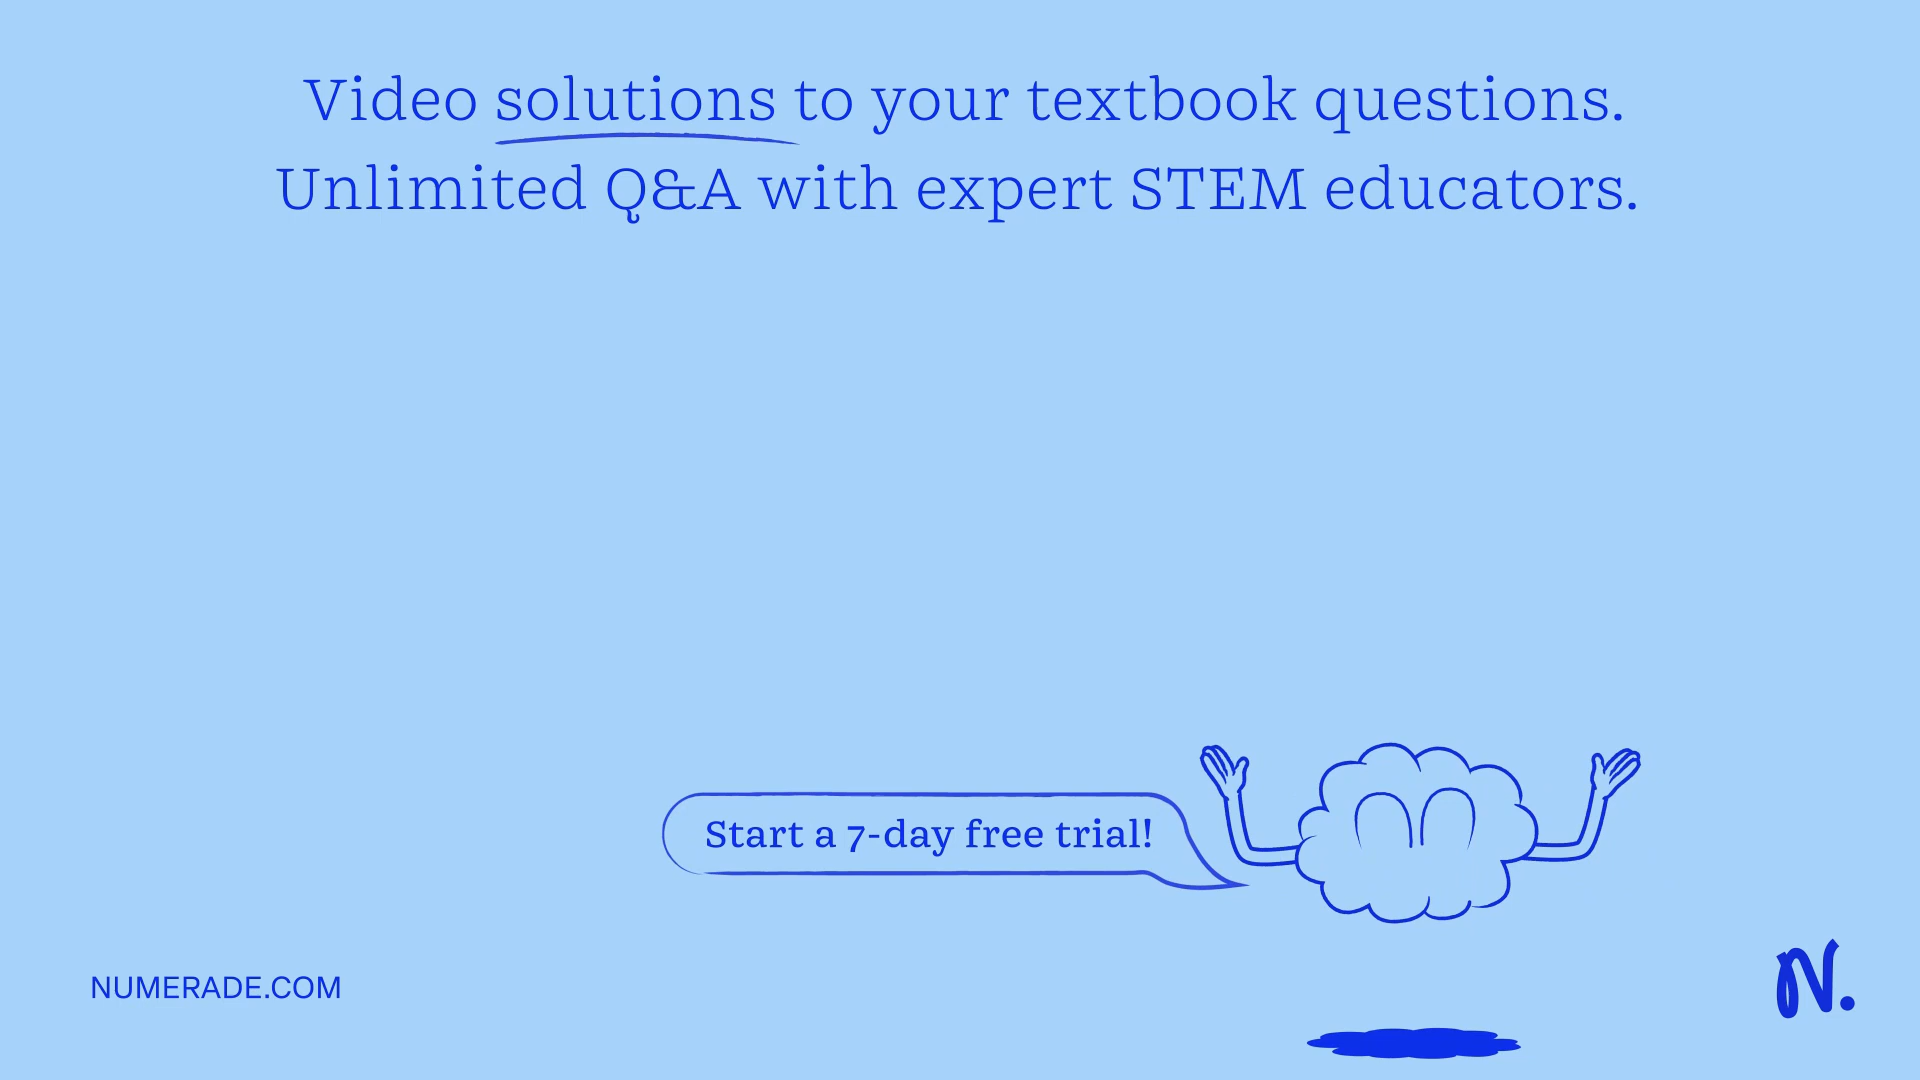 Video solutions to your textbook questions.
Unlimited Q&A with expert STEM educators.
Start a 7-day free trial!
NUMERADE.COM
N.